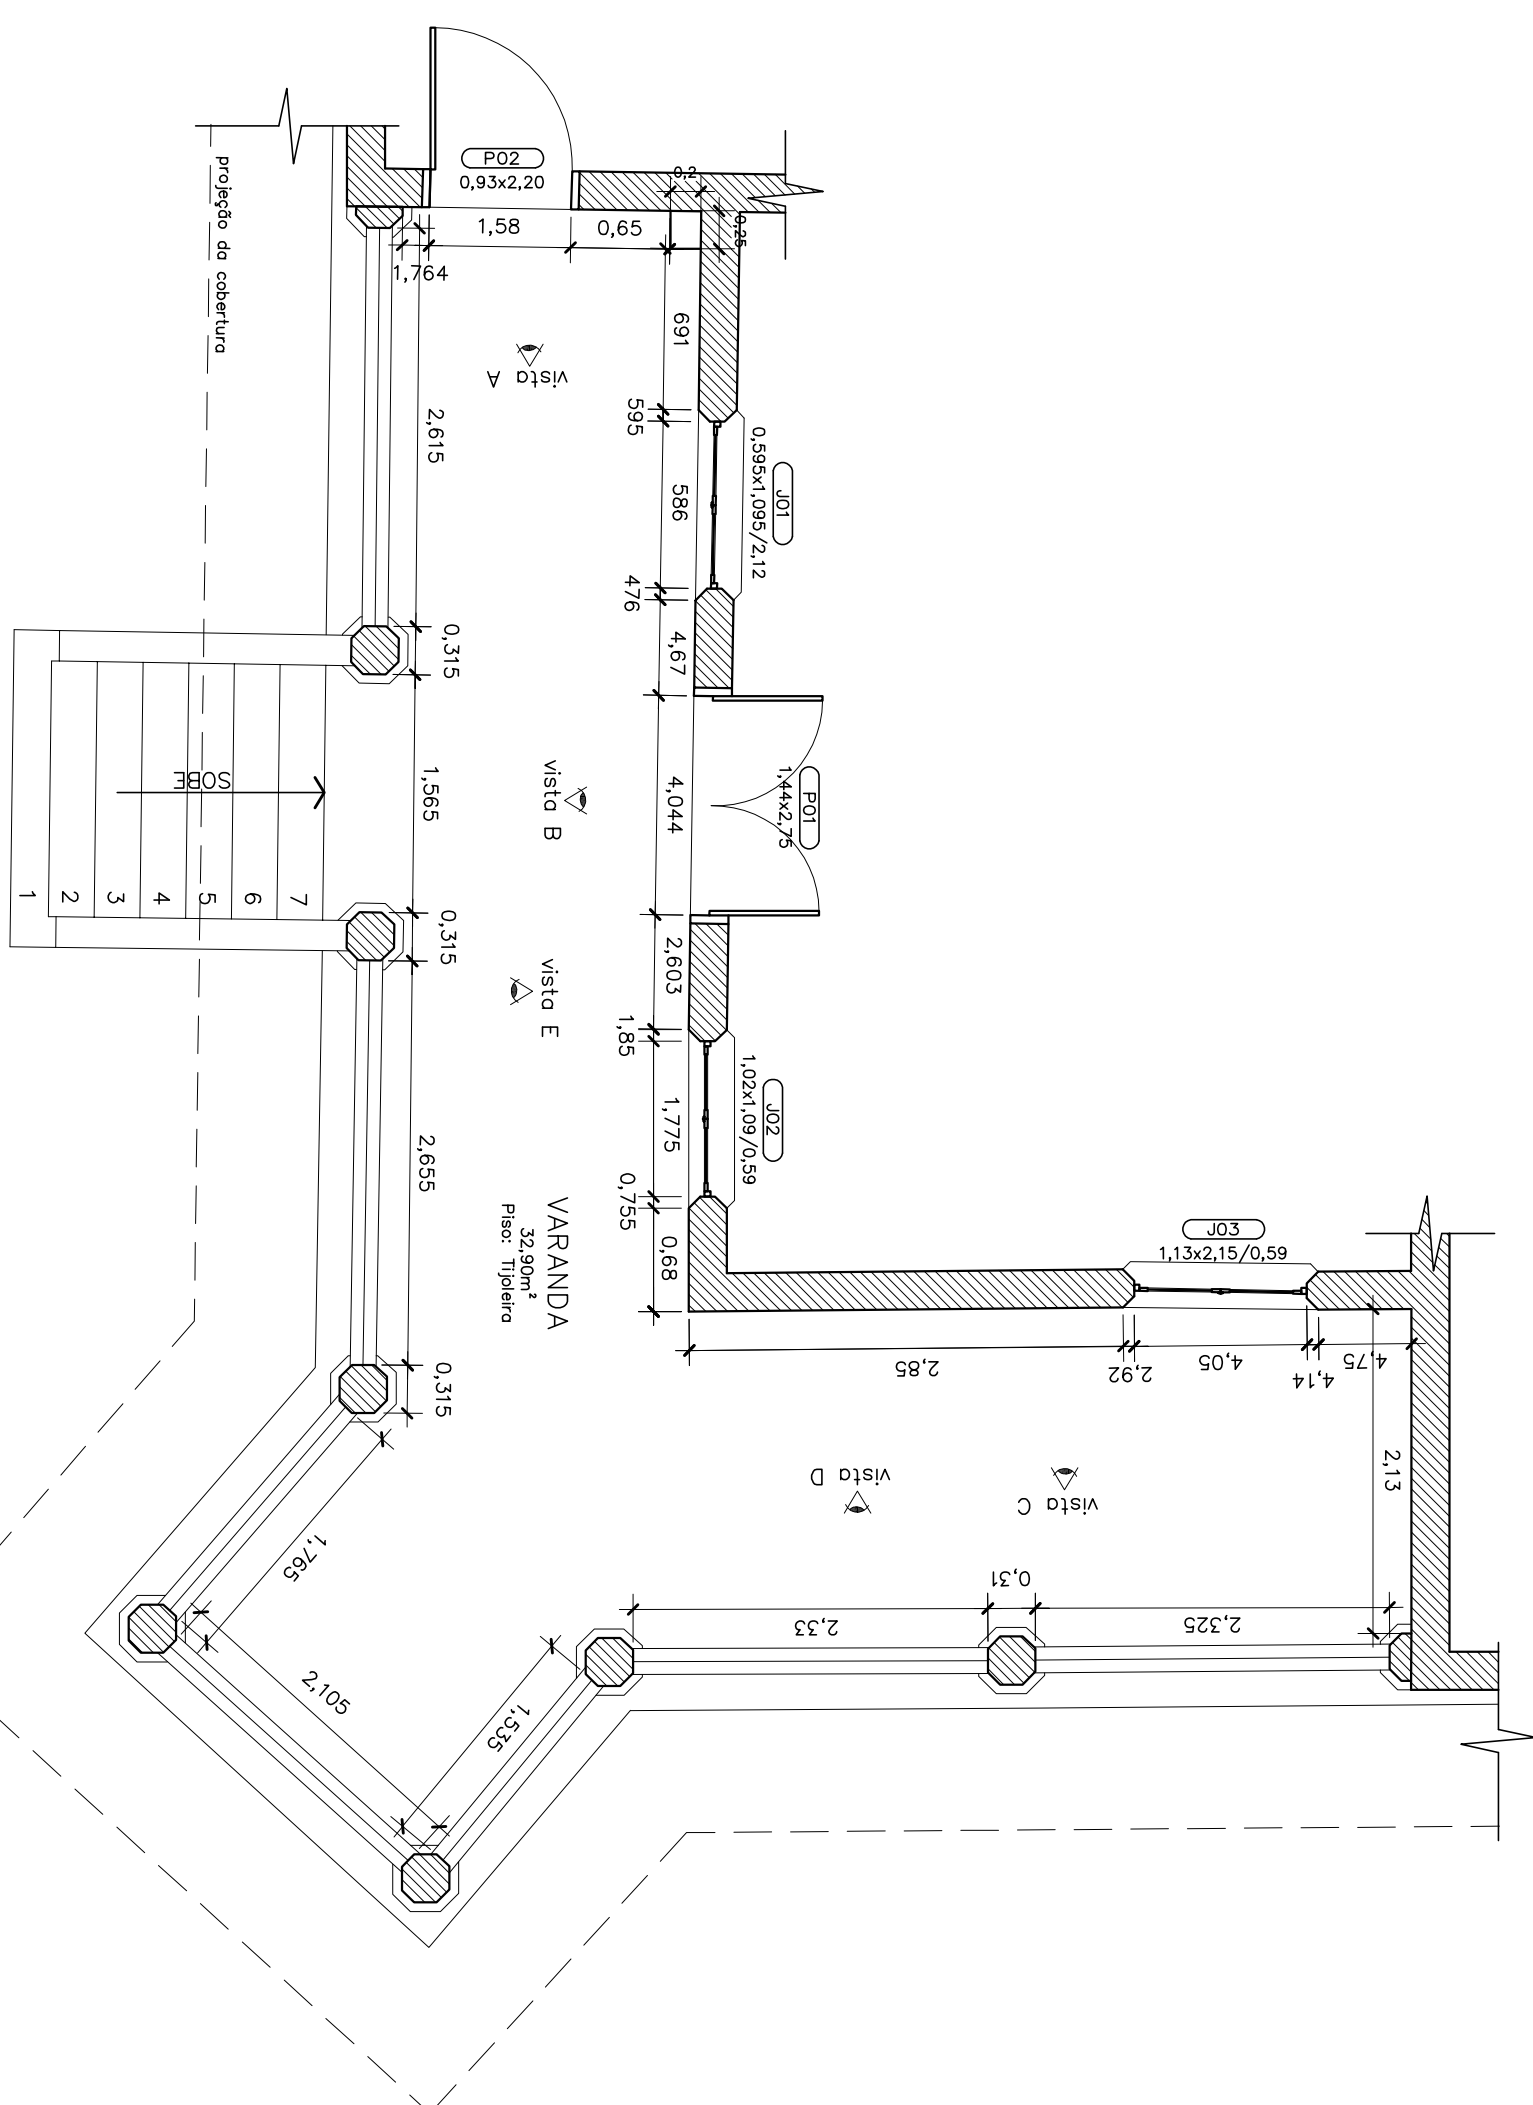 projeção da cobertura
P02
0,93x2,20
1,58
0,65
0,2
0,25
1,764
vista A
691
595
586
476
4,67
4,044
2,603
1,85
1,775
0,755
0,68
J01
0,595x1,095/2,12
P01
1,44x2,75
J02
1,02x1,09/0,59
J03
1,13x2,15/0,59
2,615
0,315
1,565
0,315
2,655
0,315
SOBE
1
2
3
4
5
6
7
vista B
vista E
VARANDA
32,90m²
Piso: Tijoleira
2,85
2,92
4,05
4,14
4,75
2,13
vista D
vista C
0,31
2,33
2,325
1,765
2,105
1,535